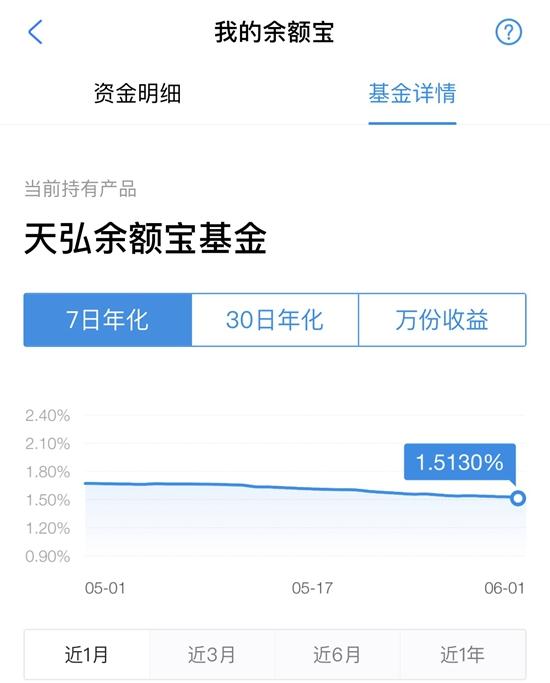 我的余额宝 ?
资金明细 基金详情
当前持有产品
天弘余额宝基金
7日年化 30日年化 万份收益
2.40%
2.10%
1.80%
1.5130%
1.50%
1.20%
0.90%
05-01 05-17 06-01
近1月 近3月 近6月 近1年